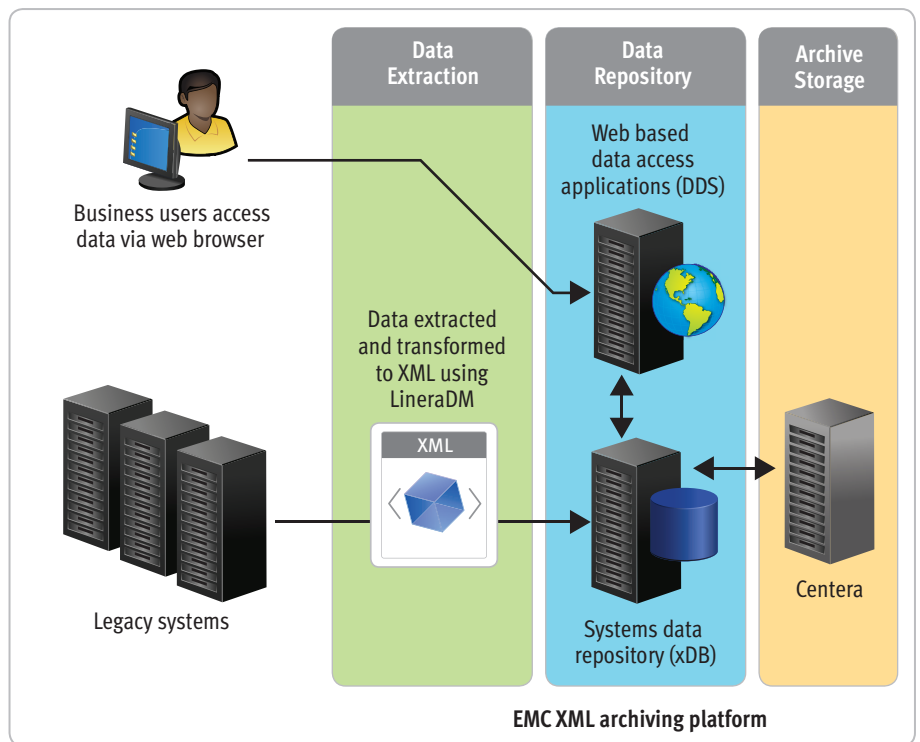 Data
Extraction
Data
Repository
Archive
Storage
Web based
data access
applications (DDS)
Business users access
data via web browser
Data extracted
and transformed
to XML using
LineraDM
XML
Legacy systems
Systems data
repository (xDB)
Centera
EMC XML archiving platform